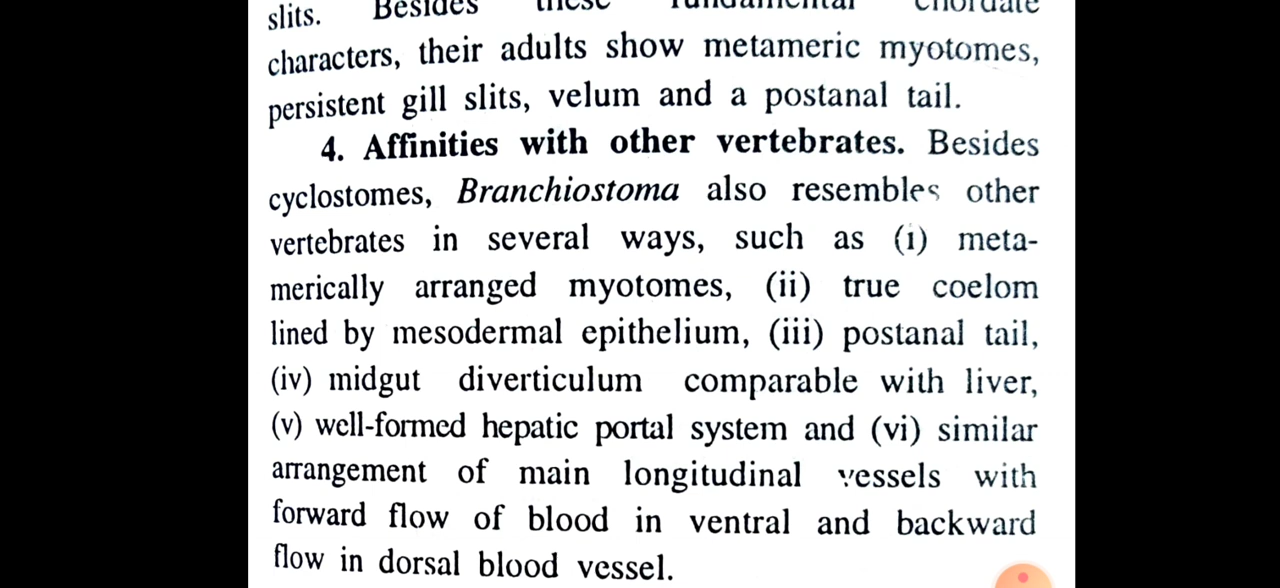 slits. Besides these fundamental chordate
characters, their adults show metameric myotomes,
persistent gill slits, velum and a postanal tail.
4. Affinities with other vertebrates. Besides
cyclostomes, Branchiostoma also resembles other
vertebrates in several ways, such as (i) meta-
merically arranged myotomes, (ii) true coelom
lined by mesodermal epithelium, (iii) postanal tail,
(iv) midgut diverticulum comparable with liver,
(v) well-formed hepatic portal system and (vi) similar
arrangement of main longitudinal vessels with
forward flow of blood in ventral and backward
flow in dorsal blood vessel.